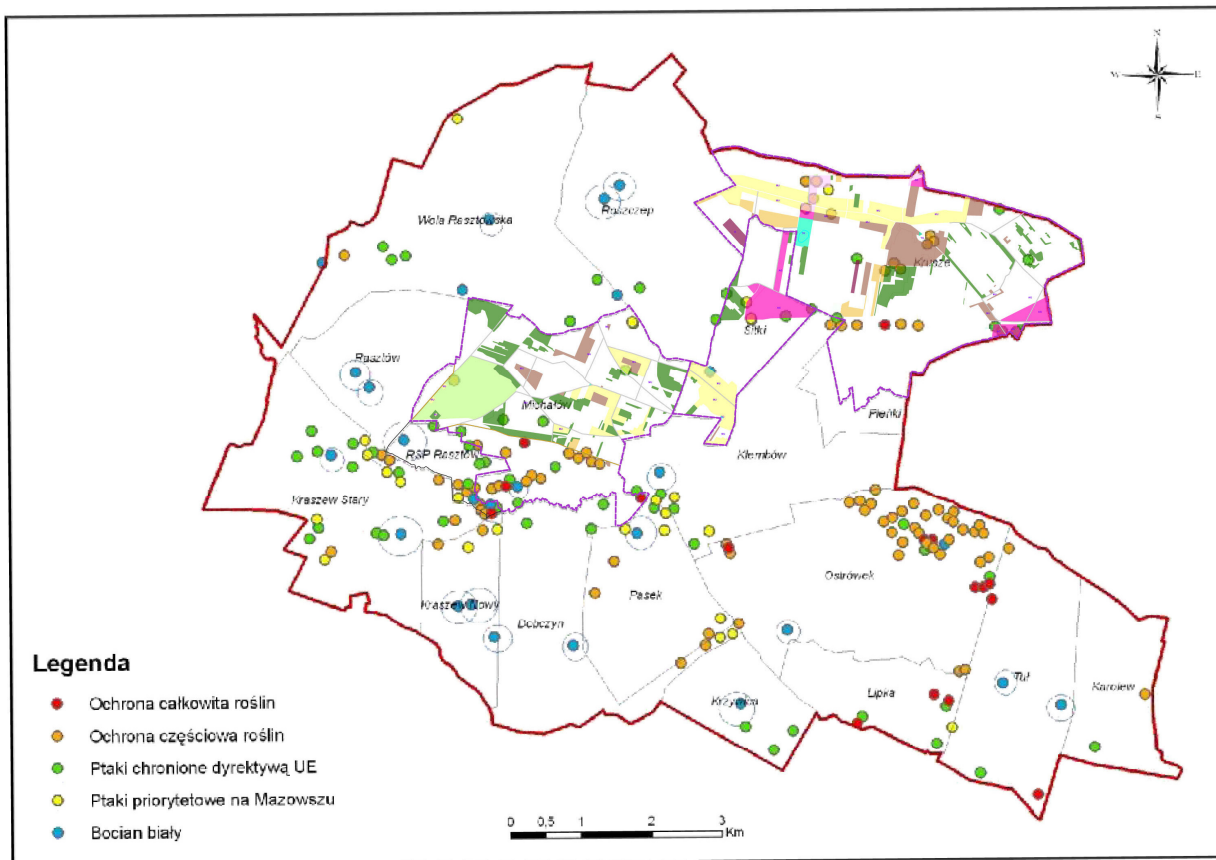 N
W E
S
Wola Rasztowska
Roszczep
Krusze
Sitki
Rasztów
Michałów
Pieńki
RSP Rasztów
Klembów
Kraszew Stary
Ostrówek
Pasek
Kraszew Nowy
Dobczyn
Tuł
Karolew
Lipka
Krzywica
Legenda
Ochrona całkowita roślin
Ochrona częściowa roślin
Ptaki chronione dyrektywą UE
Ptaki priorytetowe na Mazowszu
Bocian biały
0 0,5 1 2 3
Km